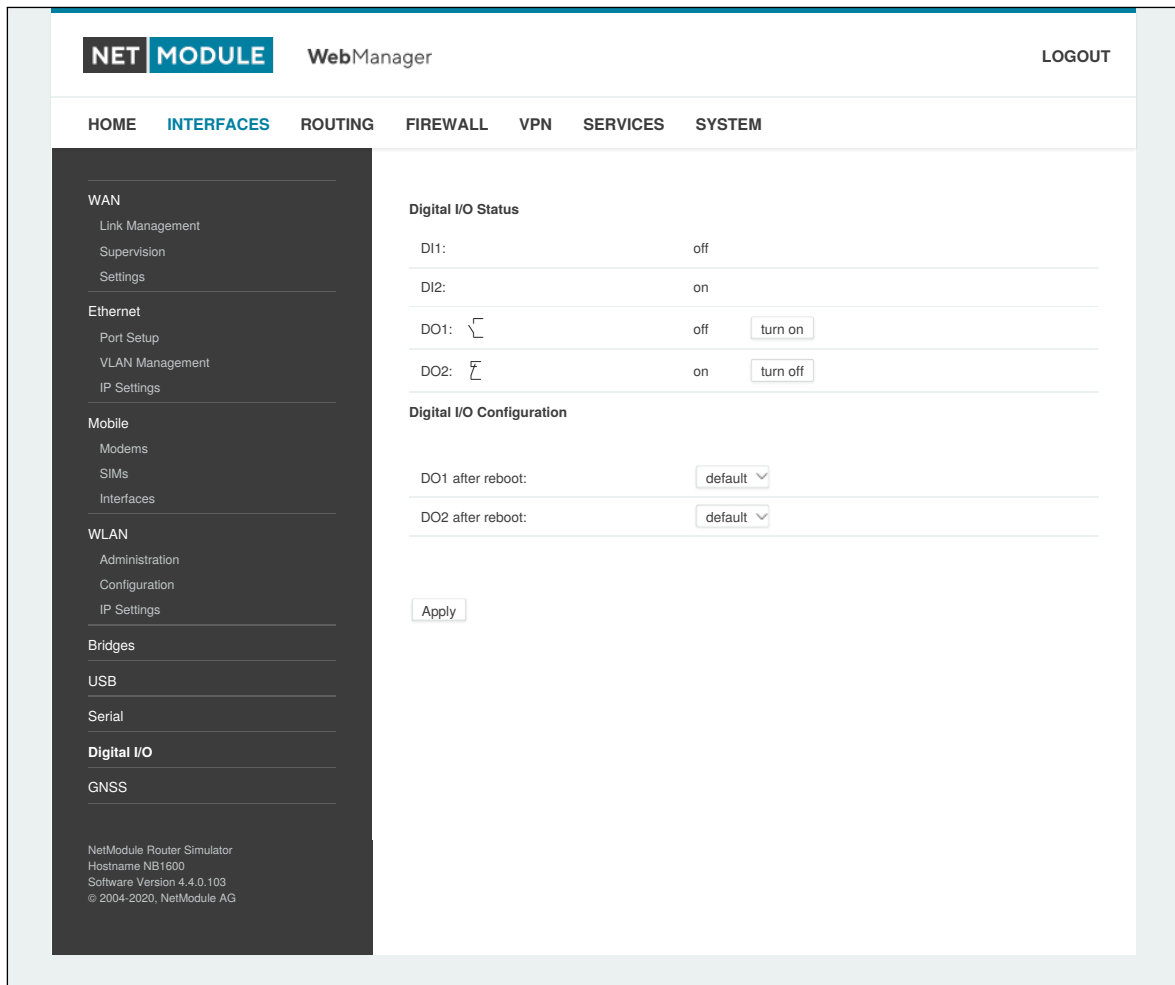 NET MODULE WebManager LOGOUT
HOME INTERFACES ROUTING FIREWALL VPN SERVICES SYSTEM
WAN
Link Management
Supervision
Settings
Ethernet
Port Setup
VLAN Management
IP Settings
Mobile
Modems
SIMs
Interfaces
WLAN
Administration
Configuration
IP Settings
Bridges
USB
Serial
Digital I/O
GNSS
NetModule Router Simulator
Hostname NB1600
Software Version 4.4.0.103
© 2004-2020, NetModule AG
Digital I/O Status
DI1: off
DI2: on
DO1: off turn on
DO2: on turn off
Digital I/O Configuration
DO1 after reboot: default
DO2 after reboot: default
Apply